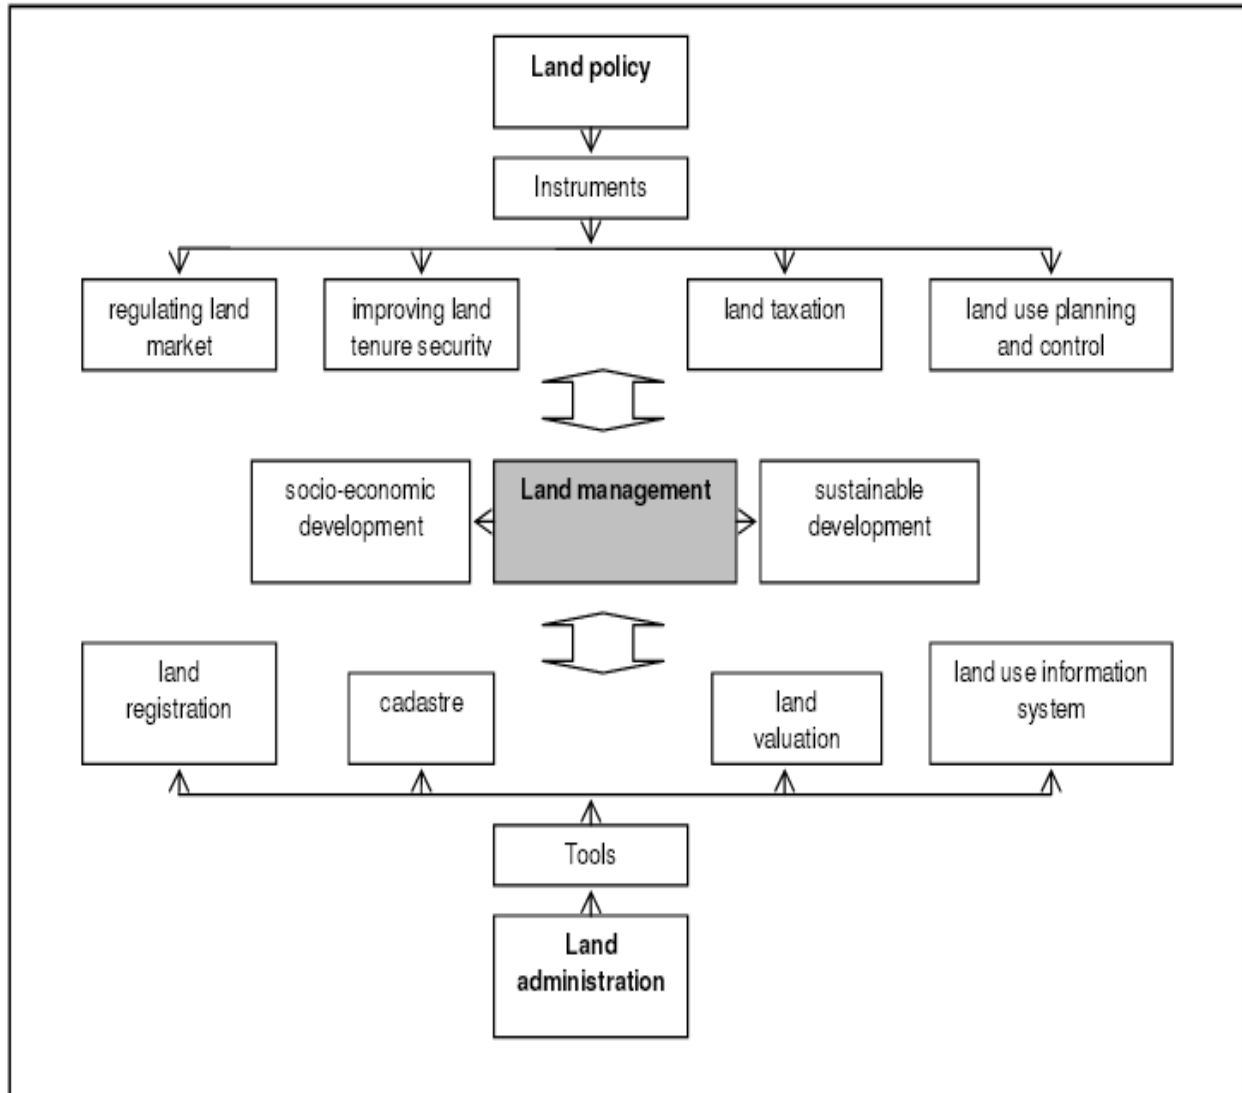 Land policy
Instruments
regulating land
market
improving land
tenure security
land taxation
land use planning
and control
socio-economic
development
Land management
sustainable
development
land
registration
cadastre
land
valuation
land use information
system
Tools
Land
administration